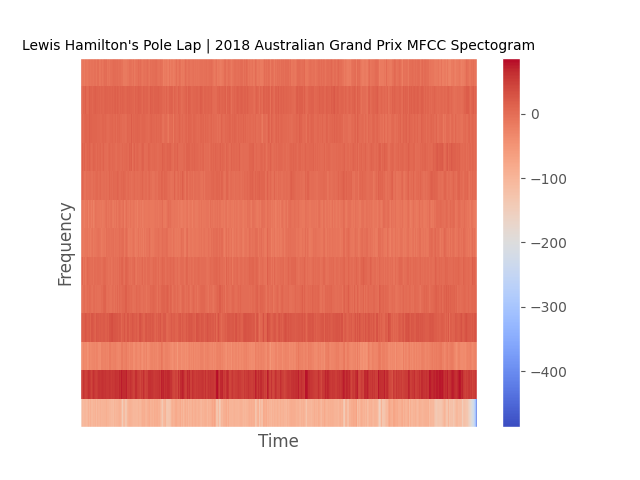 Lewis Hamilton's Pole Lap | 2018 Australian Grand Prix MFCC Spectogram
Frequency
Time
0
−100
−200
−300
−400